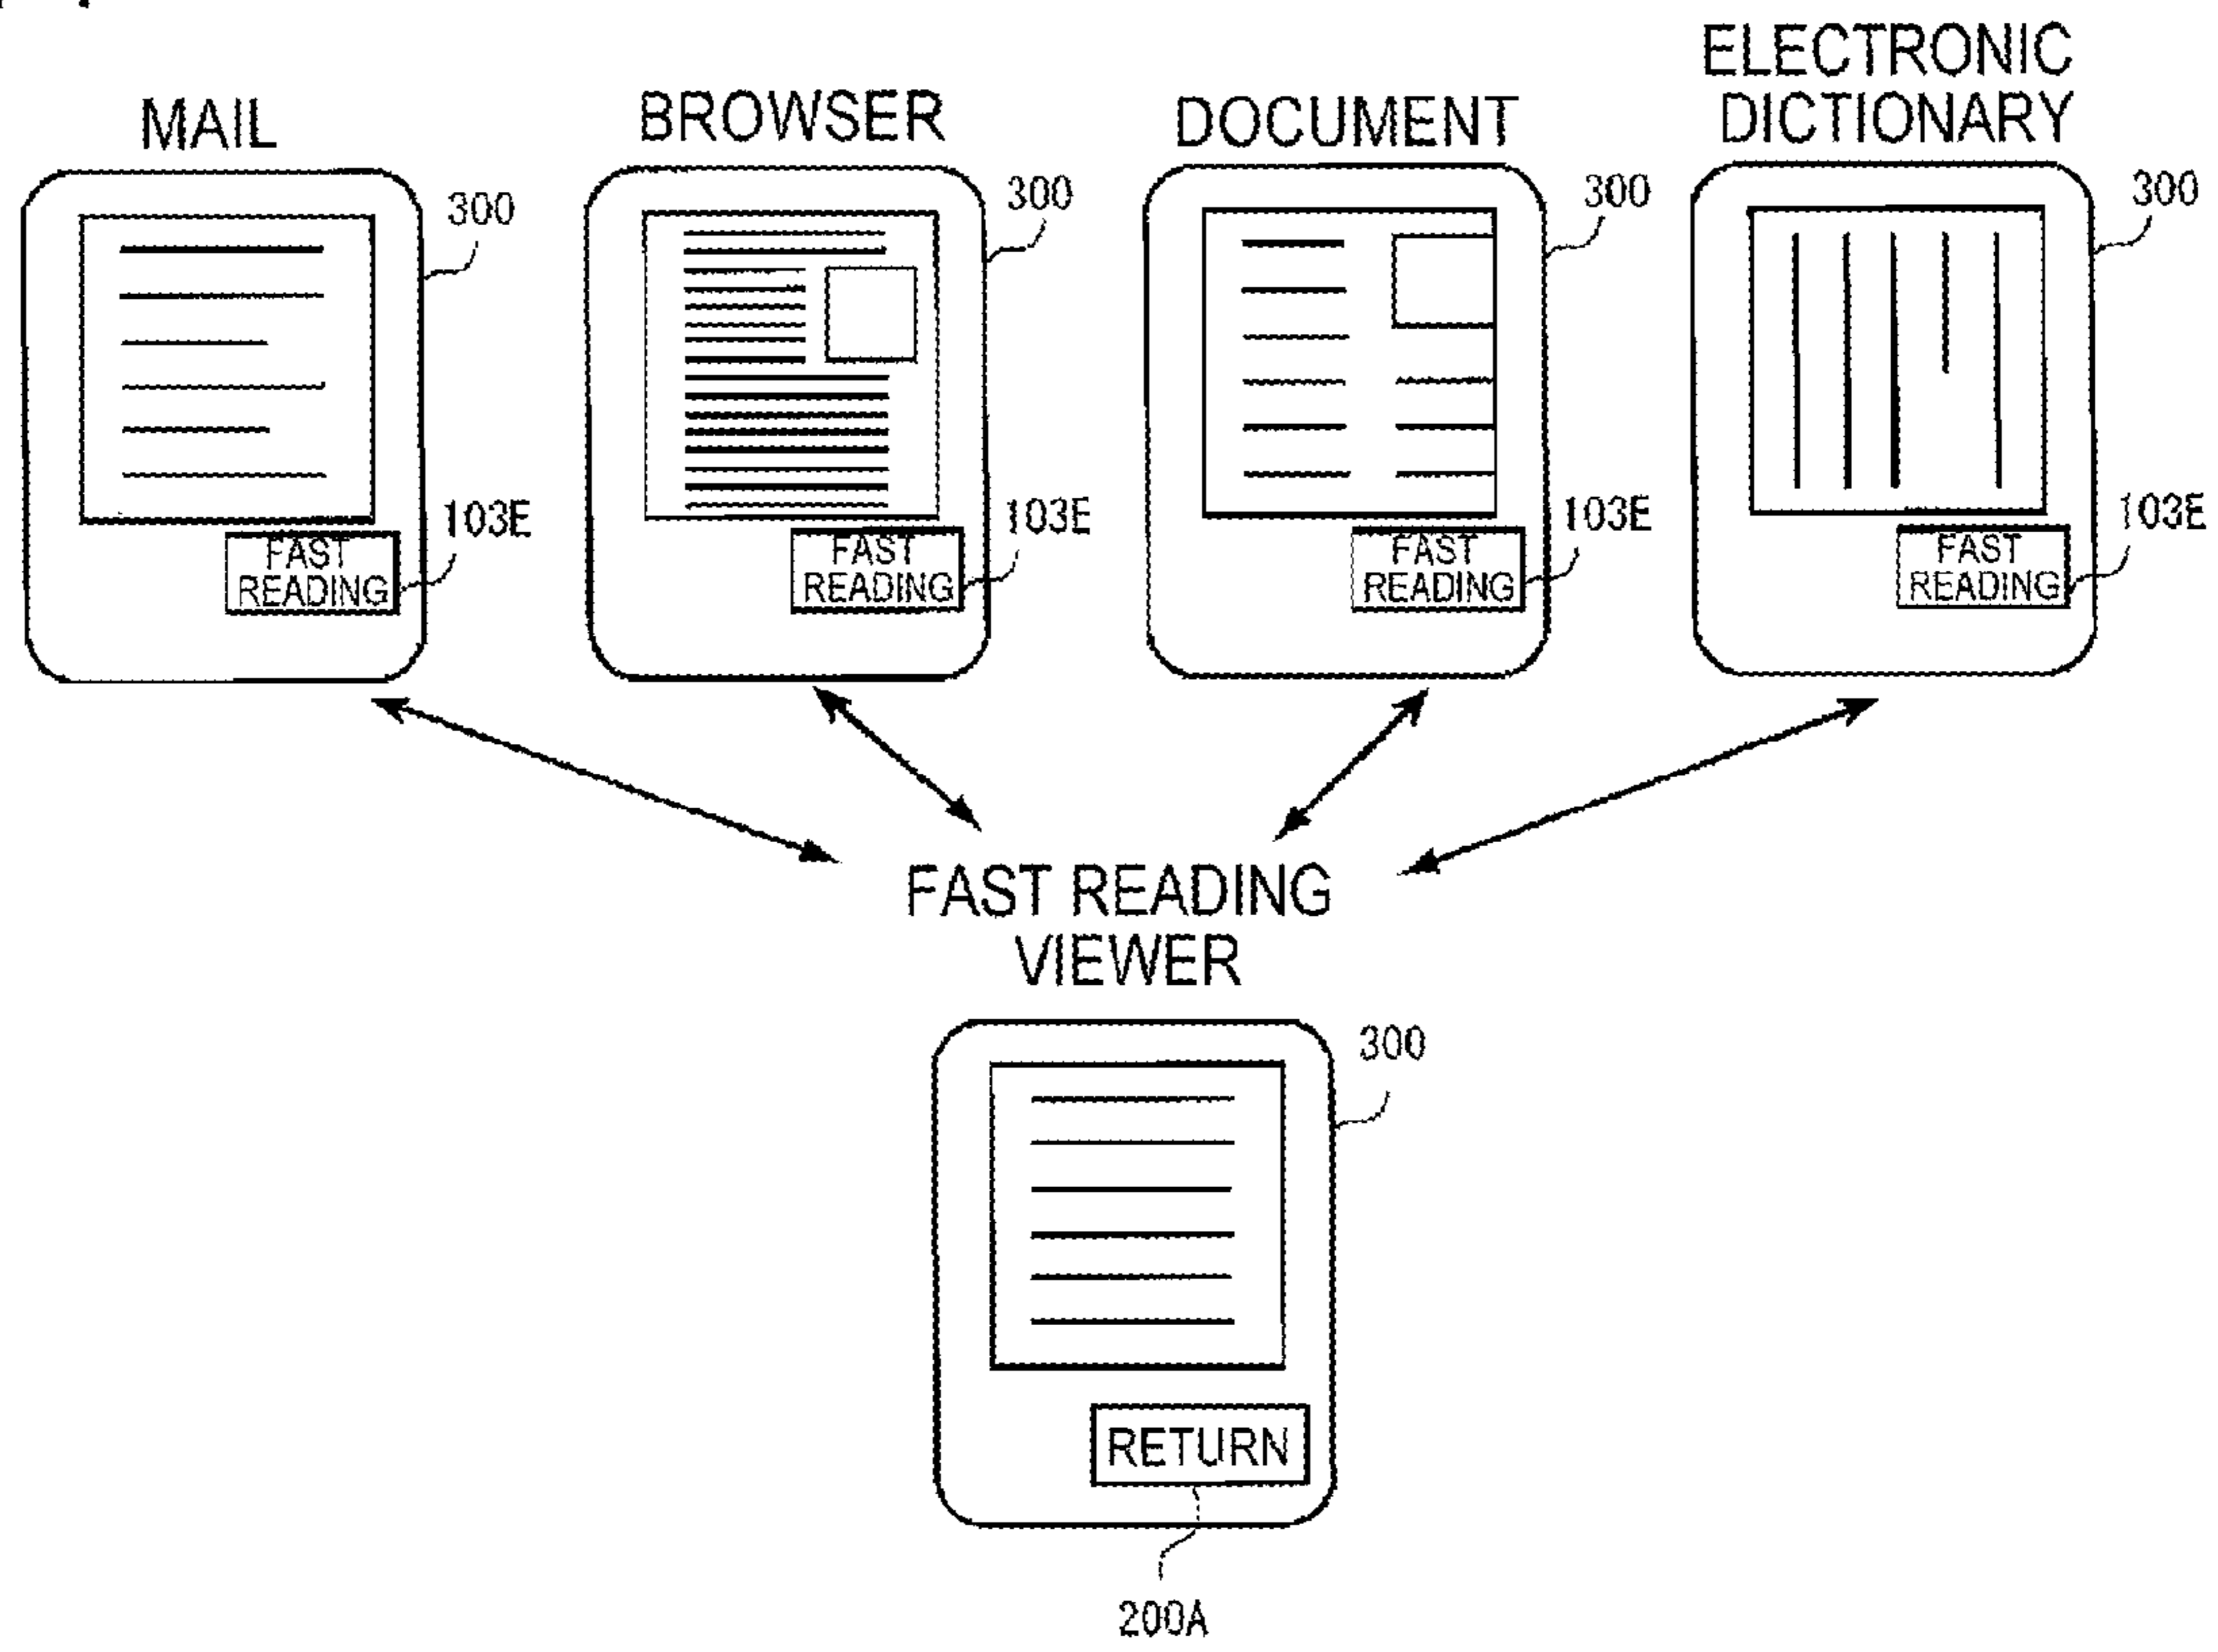 MAIL
BROWSER
DOCUMENT
ELECTRONIC
DICTIONARY
300
300
300
300
103E
103E
103E
103E
FAST
READING
FAST
READING
FAST
READING
FAST
READING
FAST READING
VIEWER
300
RETURN
200A